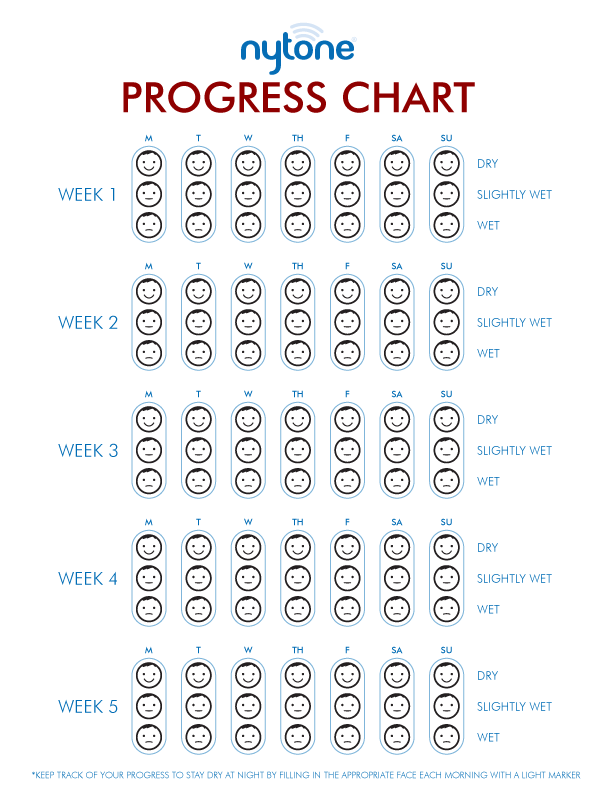 nytone®
PROGRESS CHART
M T W TH F SA SU
DRY
WEEK 1 SLIGHTLY WET
WET
M T W TH F SA SU
DRY
WEEK 2 SLIGHTLY WET
WET
M T W TH F SA SU
DRY
WEEK 3 SLIGHTLY WET
WET
M T W TH F SA SU
DRY
WEEK 4 SLIGHTLY WET
WET
M T W TH F SA SU
DRY
WEEK 5 SLIGHTLY WET
WET
*KEEP TRACK OF YOUR PROGRESS TO STAY DRY AT NIGHT BY FILLING IN THE APPROPRIATE FACE EACH MORNING WITH A LIGHT MARKER